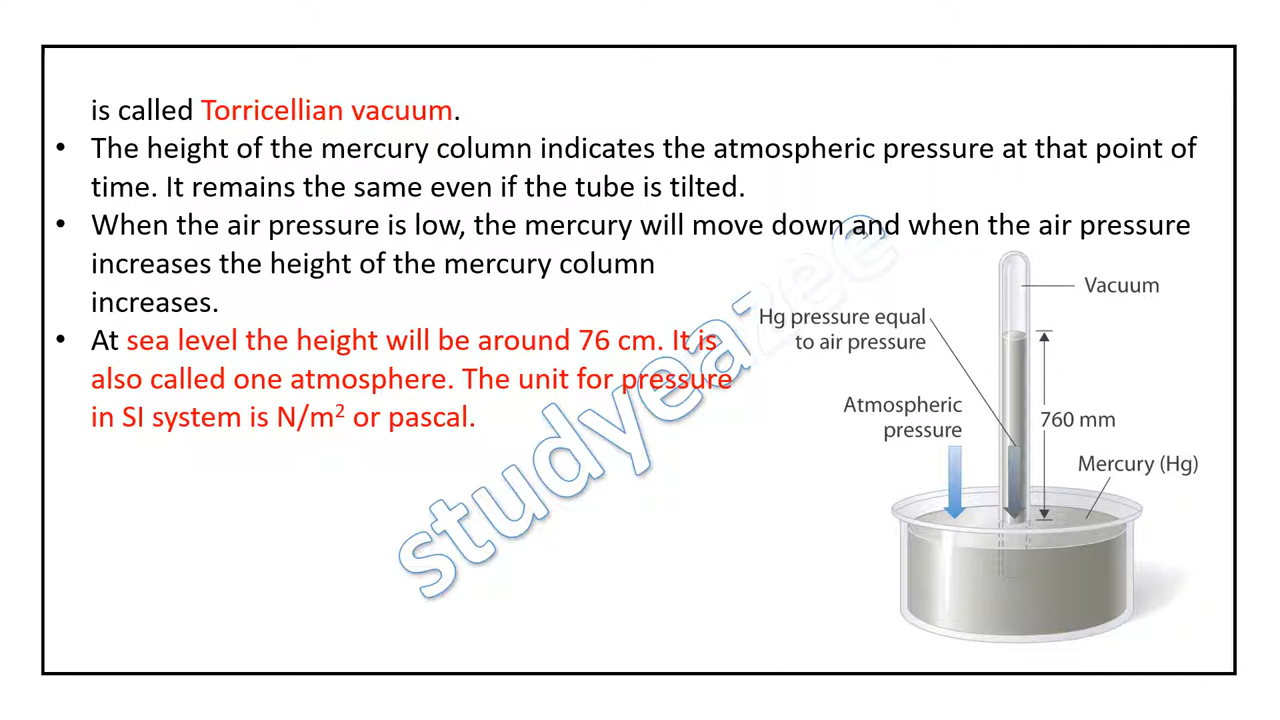 is called Torricellian vacuum.
• The height of the mercury column indicates the atmospheric pressure at that point of
time. It remains the same even if the tube is tilted.
• When the air pressure is low, the mercury will move down and when the air pressure
increases the height of the mercury column
increases.
• At sea level the height will be around 76 cm. It is
also called one atmosphere. The unit for pressure
in SI system is N/m² or pascal.
Vacuum
Hg pressure equal
to air pressure
Atmospheric
pressure
760 mm
Mercury (Hg)
studyeazee